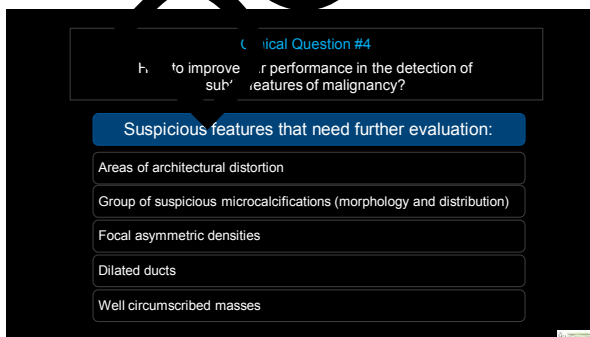 Clinical Question #4
to improve performance in the detection of
features of malignancy?
Suspicious features that need further evaluation:
Areas of architectural distortion
Group of suspicious microcalcifications (morphology and distribution)
Focal asymmetric densities
Dilated ducts
Well circumscribed masses